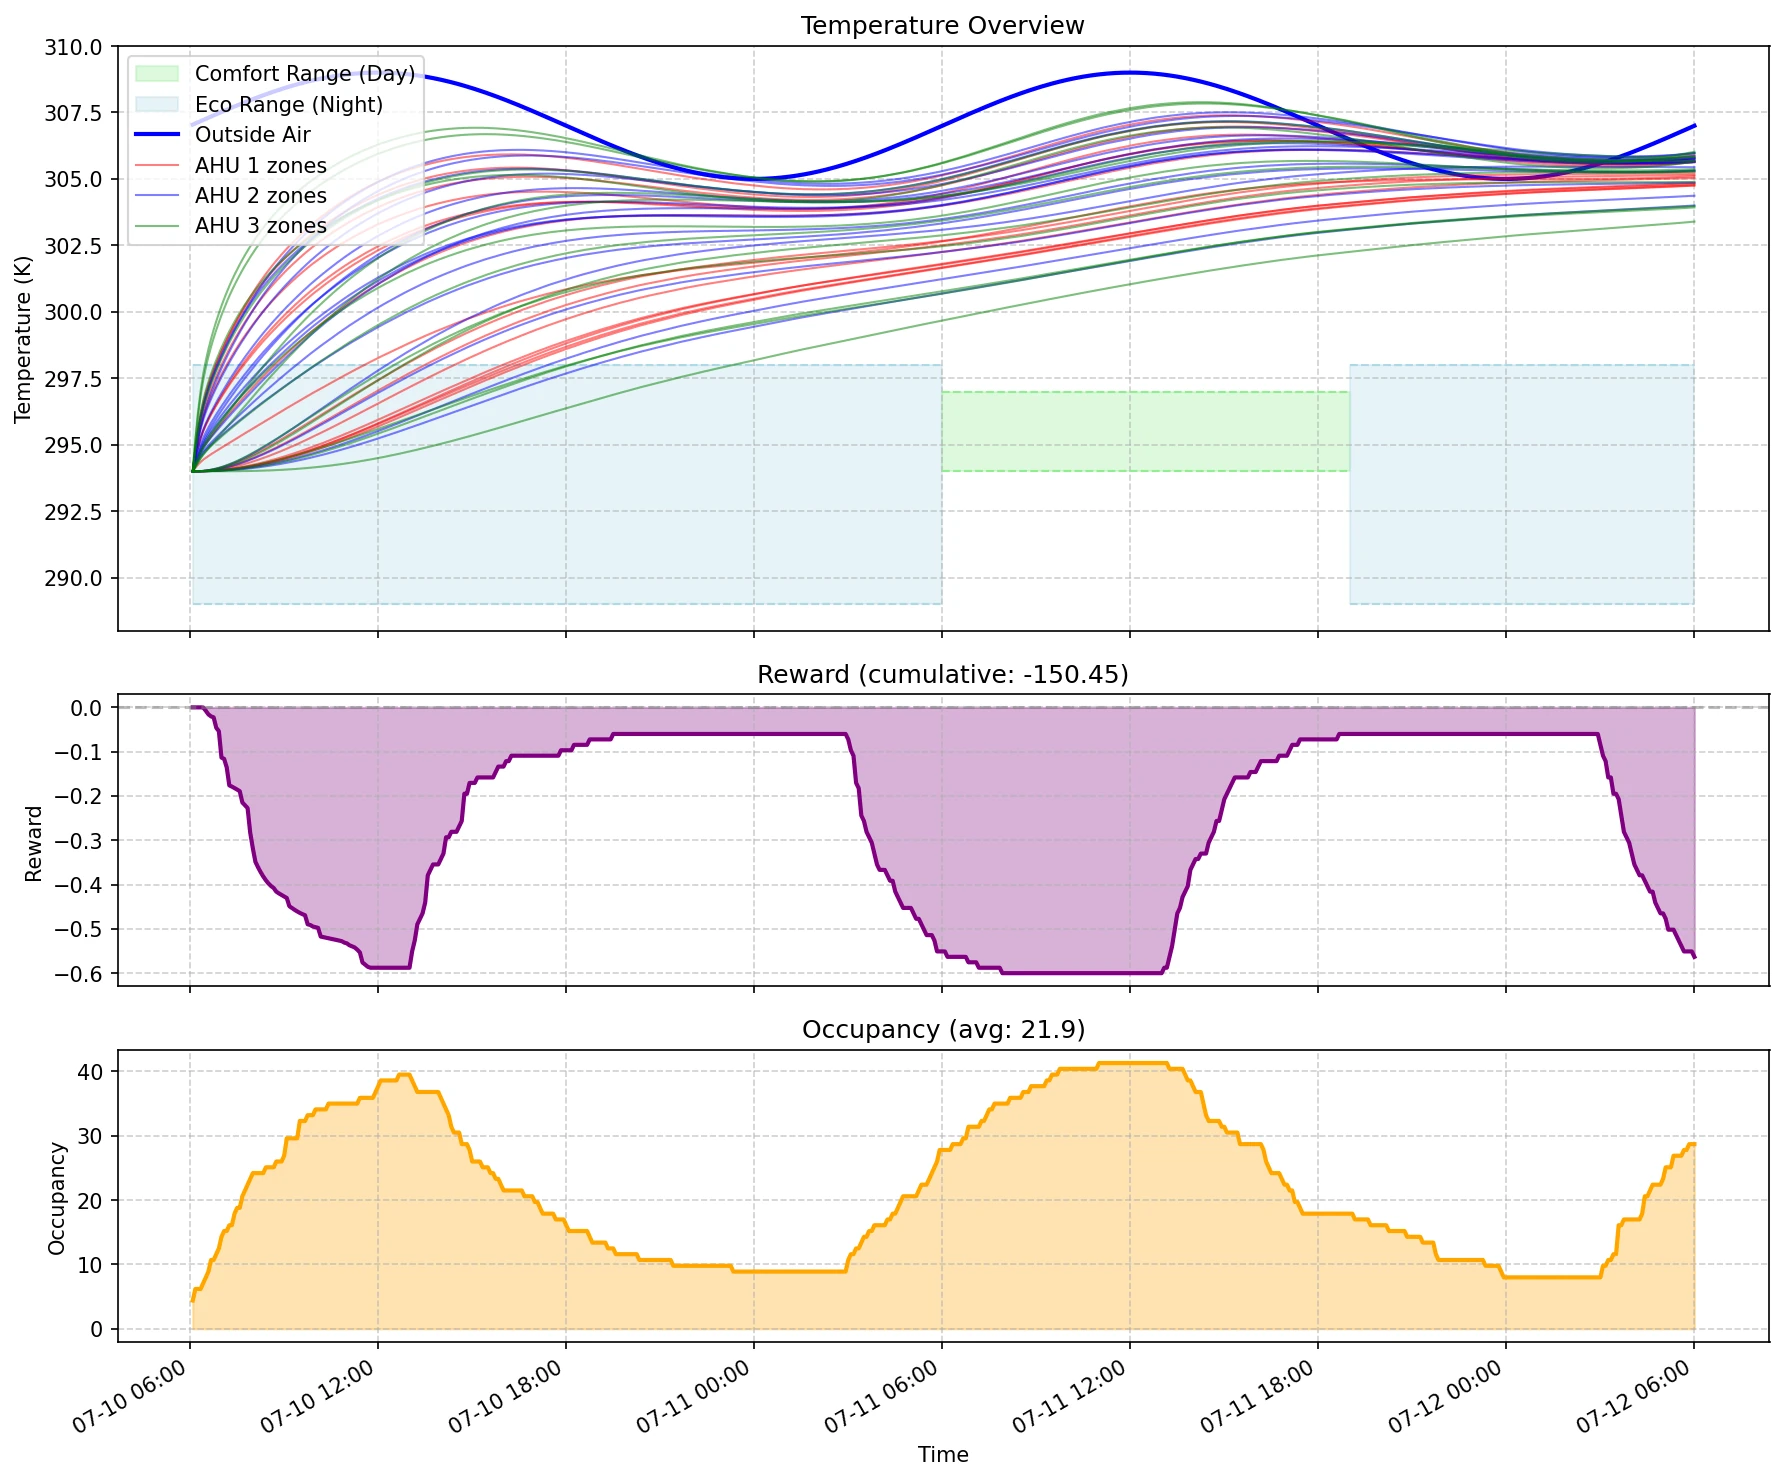 Temperature Overview
310.0
307.5
305.0
302.5
300.0
297.5
295.0
292.5
290.0
Temperature (K)
Comfort Range (Day)
Eco Range (Night)
Outside Air
AHU 1 zones
AHU 2 zones
AHU 3 zones
Reward (cumulative: -150.45)
0.0
−0.1
−0.2
−0.3
−0.4
−0.5
−0.6
Reward
Occupancy (avg: 21.9)
40
30
20
10
0
Occupancy
07-10 06:00
07-10 12:00
07-10 18:00
07-11 00:00
07-11 06:00
07-11 12:00
07-11 18:00
07-12 00:00
07-12 06:00
Time